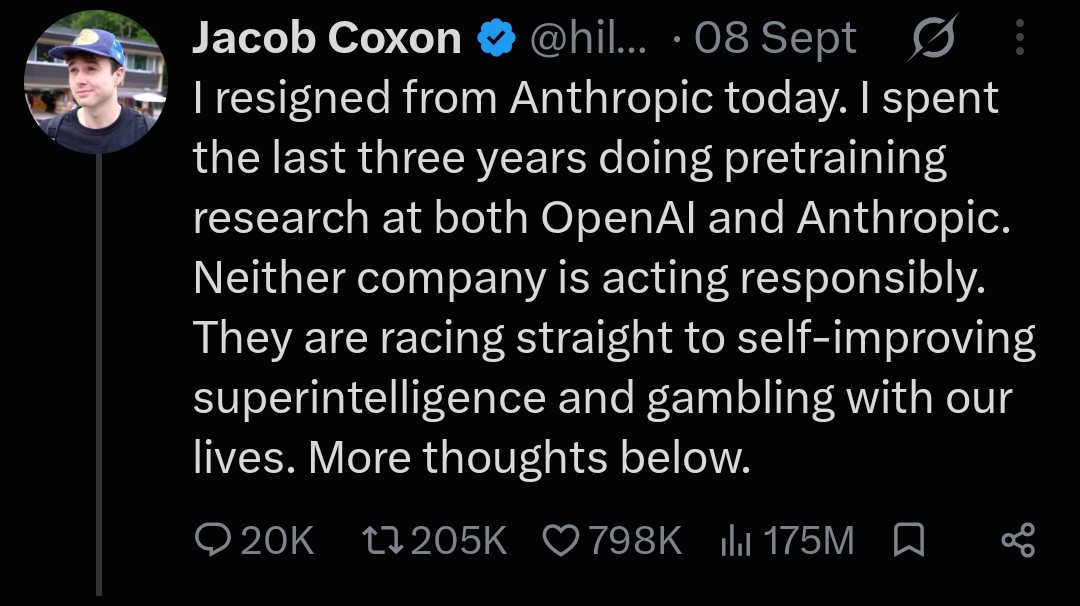 Jacob Coxon @hil... · 08 Sept
I resigned from Anthropic today. I spent
the last three years doing pretraining
research at both OpenAI and Anthropic.
Neither company is acting responsibly.
They are racing straight to self-improving
superintelligence and gambling with our
lives. More thoughts below.
20K 205K 798K 175M